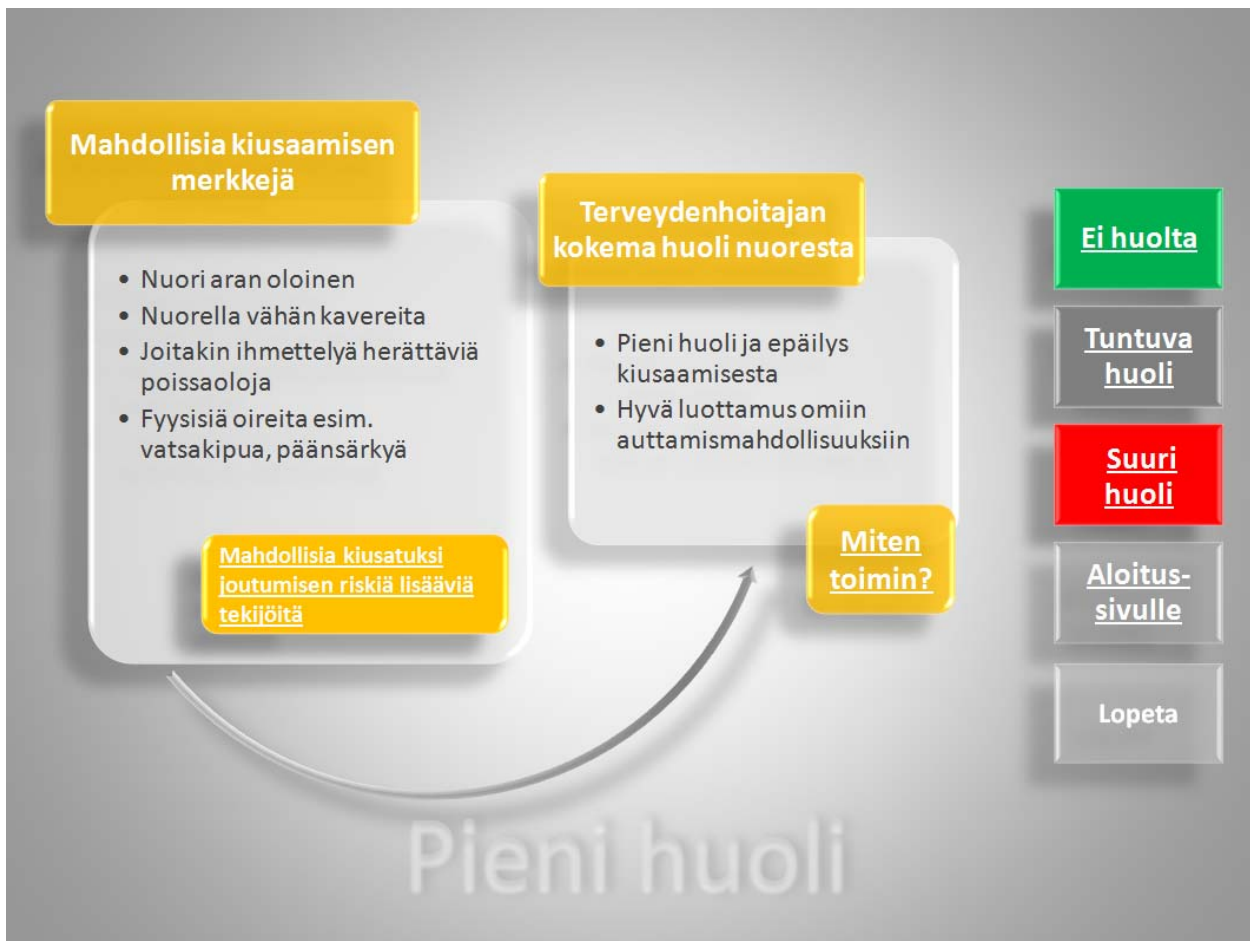 Mahdollisia kiusaamisen
merkkejä
• Nuori aran oloinen
• Nuorella vähän kavereita
• Joitakin ihmettelyä herättäviä
poissaoloja
• Fyysisiä oireita esim.
vatsakipua, päänsärkyä
Mahdollisia kiusatuksi
joutumisen riskiä lisääviä
tekijöitä
Terveydenhoitajan
kokema huoli nuoresta
• Pieni huoli ja epäilys
kiusaamisesta
• Hyvä luottamus omiin
auttamismahdollisuuksiin
Miten
toimin?
Ei huolta
Tuntuva
huoli
Suuri
huoli
Aloitus-
sivulle
Lopeta
Pieni huoli